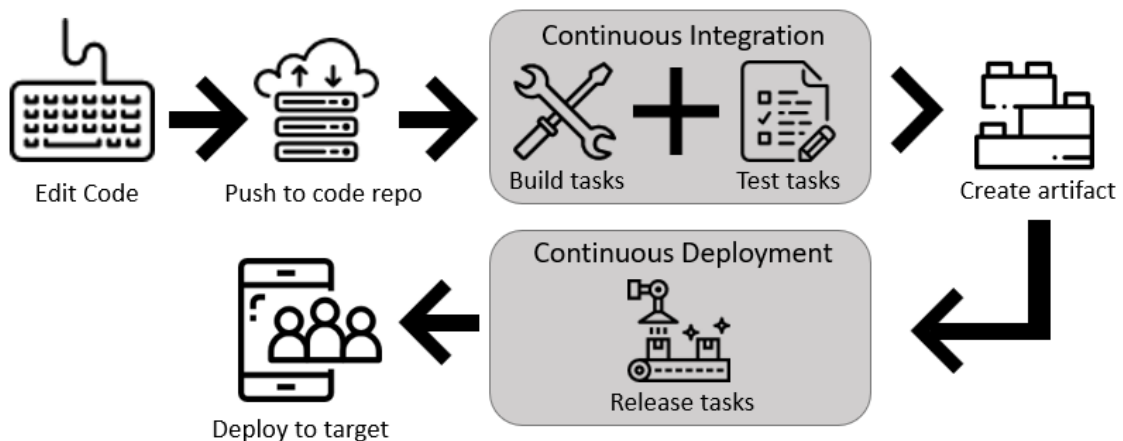 Continuous Integration
Build tasks
Test tasks
Edit Code
Push to code repo
Create artifact
Continuous Deployment
Release tasks
Deploy to target